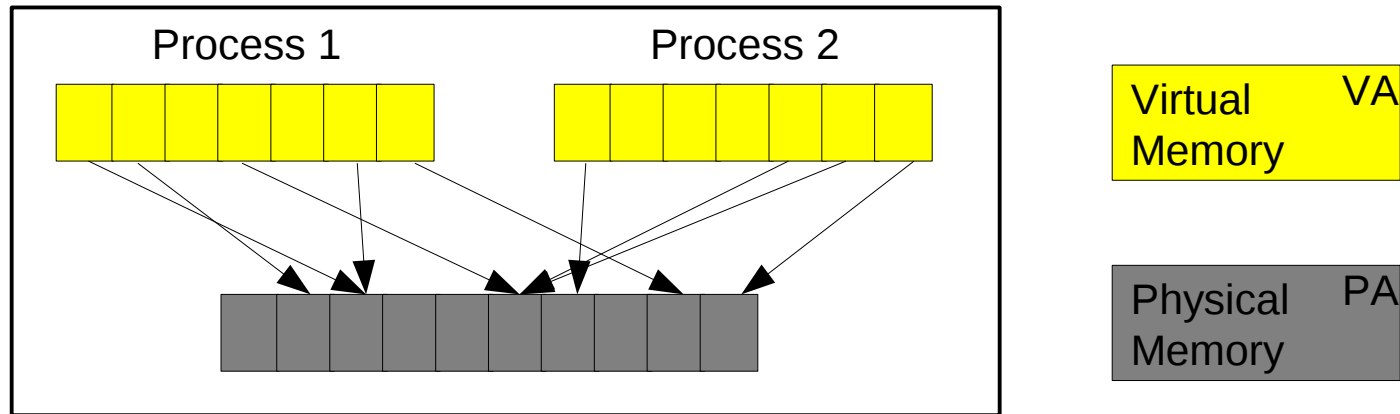 Process 1
Process 2
Virtual
Memory
VA
Physical
Memory
PA